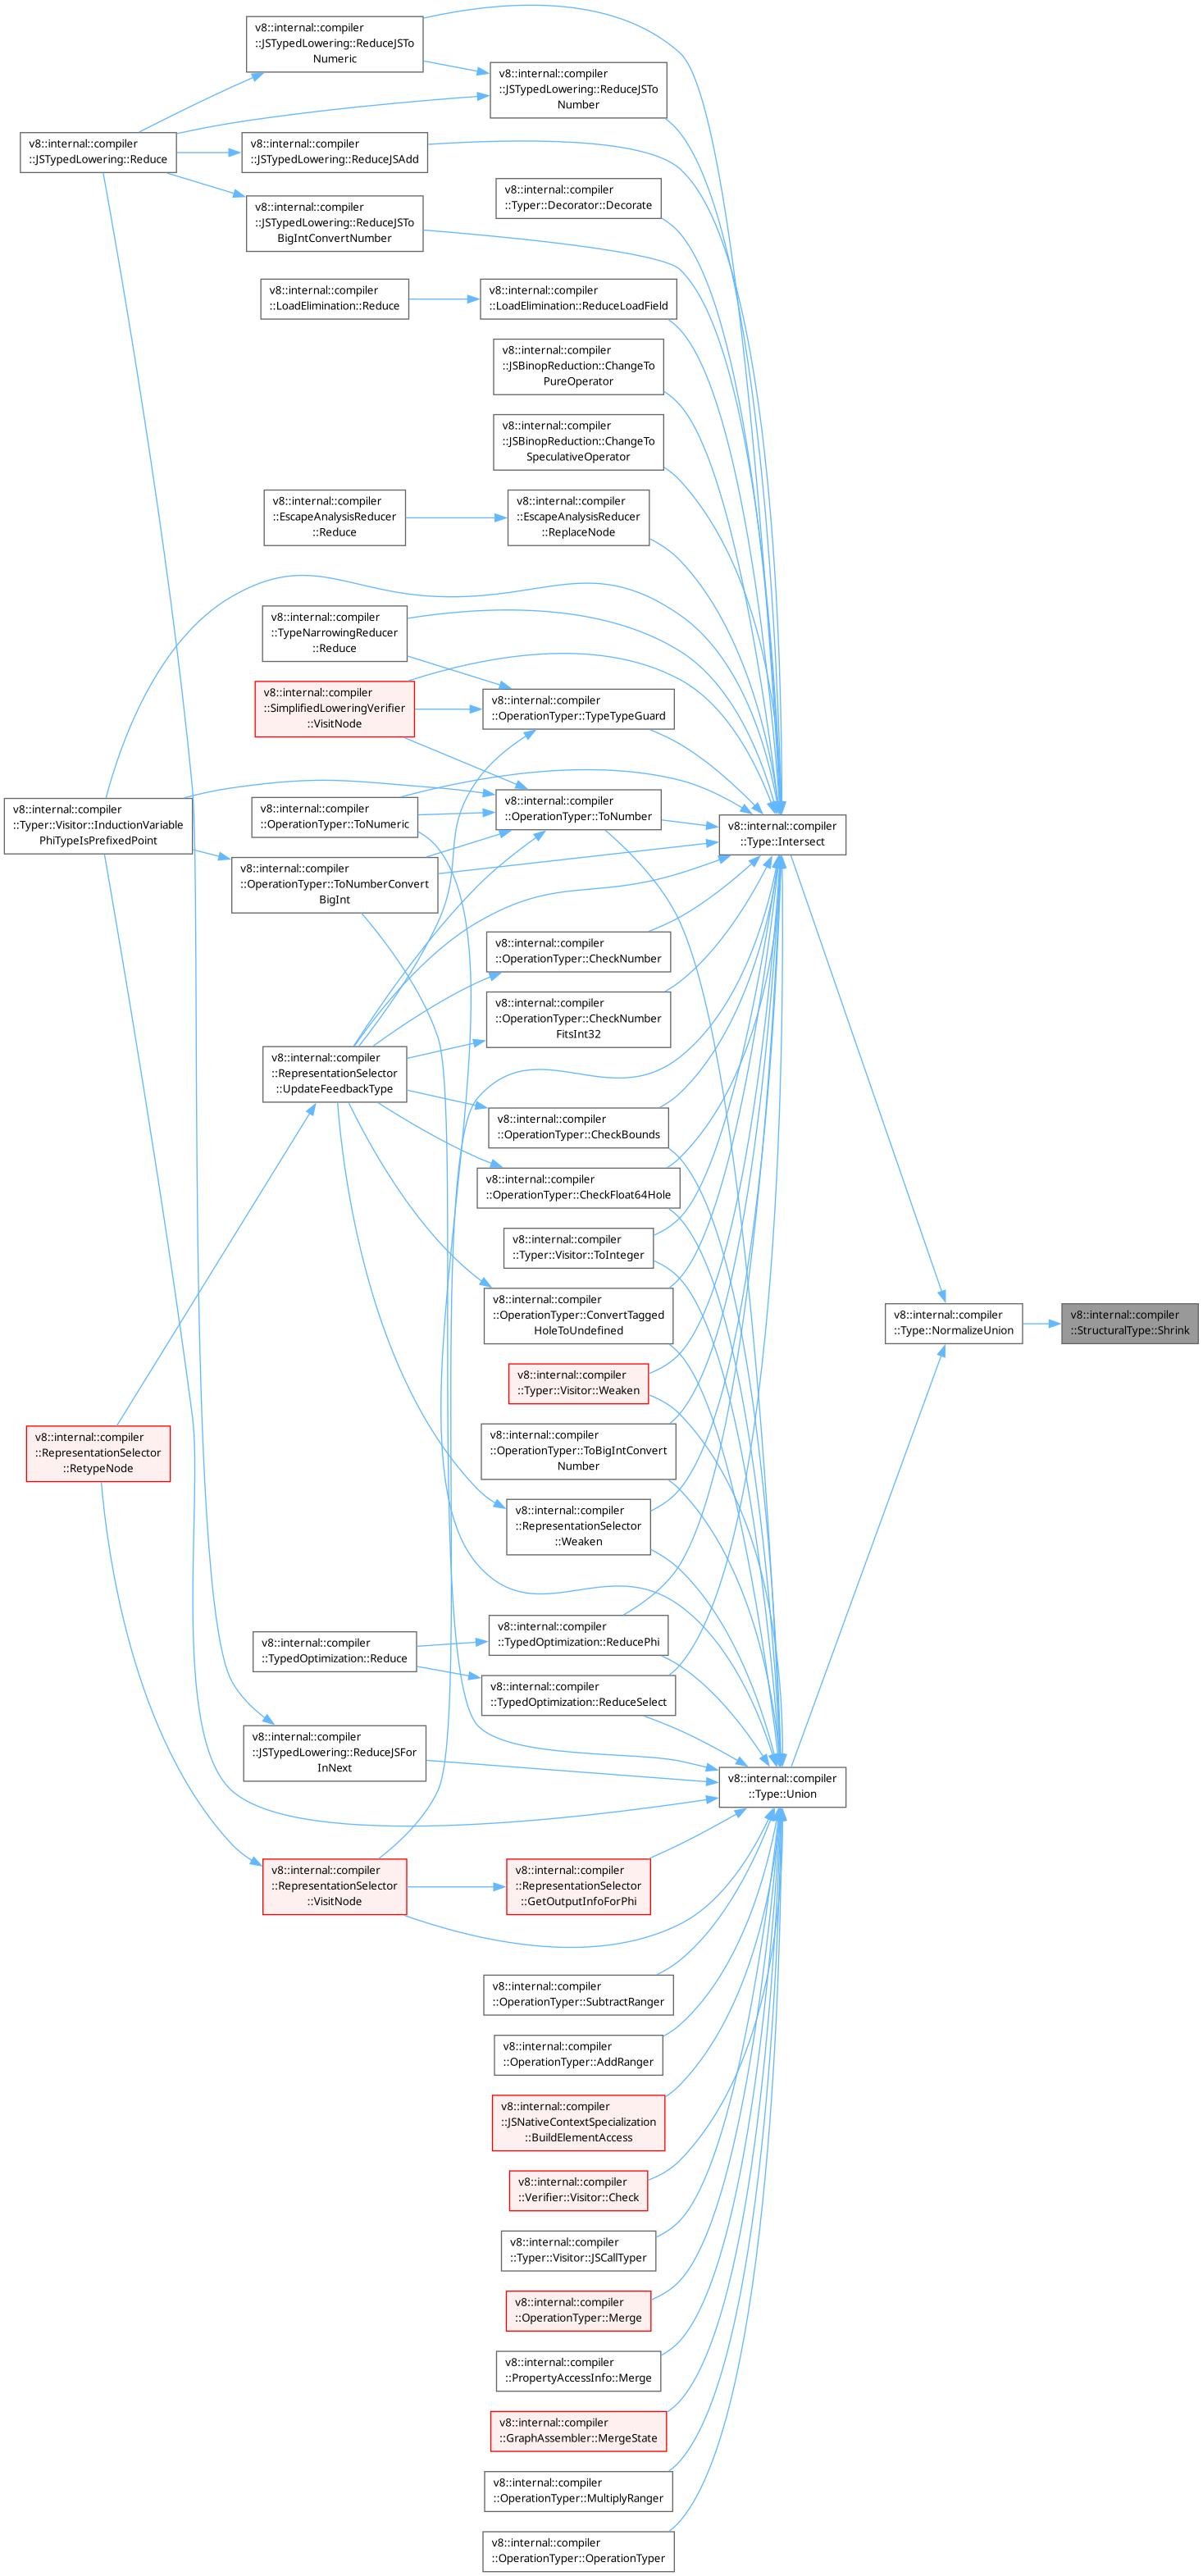 v8::internal::compiler
::JSTypedLowering::ReduceJSTo
Numeric
v8::internal::compiler
::JSTypedLowering::ReduceJSTo
Number
v8::internal::compiler
::JSTypedLowering::Reduce
v8::internal::compiler
::JSTypedLowering::ReduceJSAdd
v8::internal::compiler
::Typer::Decorator::Decorate
v8::internal::compiler
::JSTypedLowering::ReduceJSTo
BigIntConvertNumber
v8::internal::compiler
::LoadElimination::Reduce
v8::internal::compiler
::LoadElimination::ReduceLoadField
v8::internal::compiler
::JSBinopReduction::ChangeTo
PureOperator
v8::internal::compiler
::JSBinopReduction::ChangeTo
SpeculativeOperator
v8::internal::compiler
::EscapeAnalysisReducer
::Reduce
v8::internal::compiler
::EscapeAnalysisReducer
::ReplaceNode
v8::internal::compiler
::TypeNarrowingReducer
::Reduce
v8::internal::compiler
::SimplifiedLoweringVerifier
::VisitNode
v8::internal::compiler
::OperationTyper::TypeTypeGuard
v8::internal::compiler
::Typer::Visitor::InductionVariable
PhiTypeIsPrefixedPoint
v8::internal::compiler
::OperationTyper::ToNumeric
v8::internal::compiler
::OperationTyper::ToNumber
v8::internal::compiler
::Type::Intersect
v8::internal::compiler
::OperationTyper::ToNumberConvert
BigInt
v8::internal::compiler
::OperationTyper::CheckNumber
v8::internal::compiler
::OperationTyper::CheckNumber
FitsInt32
v8::internal::compiler
::RepresentationSelector
::UpdateFeedbackType
v8::internal::compiler
::OperationTyper::CheckBounds
v8::internal::compiler
::OperationTyper::CheckFloat64Hole
v8::internal::compiler
::Typer::Visitor::ToInteger
v8::internal::compiler
::OperationTyper::ConvertTagged
HoleToUndefined
v8::internal::compiler
::Type::NormalizeUnion
v8::internal::compiler
::StructuralType::Shrink
v8::internal::compiler
::Typer::Visitor::Weaken
v8::internal::compiler
::RepresentationSelector
::RetypeNode
v8::internal::compiler
::OperationTyper::ToBigIntConvert
Number
v8::internal::compiler
::RepresentationSelector
::Weaken
v8::internal::compiler
::TypedOptimization::Reduce
v8::internal::compiler
::TypedOptimization::ReducePhi
v8::internal::compiler
::TypedOptimization::ReduceSelect
v8::internal::compiler
::JSTypedLowering::ReduceJSFor
InNext
v8::internal::compiler
::Type::Union
v8::internal::compiler
::RepresentationSelector
::VisitNode
v8::internal::compiler
::RepresentationSelector
::GetOutputInfoForPhi
v8::internal::compiler
::OperationTyper::SubtractRanger
v8::internal::compiler
::OperationTyper::AddRanger
v8::internal::compiler
::JSNativeContextSpecialization
::BuildElementAccess
v8::internal::compiler
::Verifier::Visitor::Check
v8::internal::compiler
::Typer::Visitor::JSCallTyper
v8::internal::compiler
::OperationTyper::Merge
v8::internal::compiler
::PropertyAccessInfo::Merge
v8::internal::compiler
::GraphAssembler::MergeState
v8::internal::compiler
::OperationTyper::MultiplyRanger
v8::internal::compiler
::OperationTyper::OperationTyper